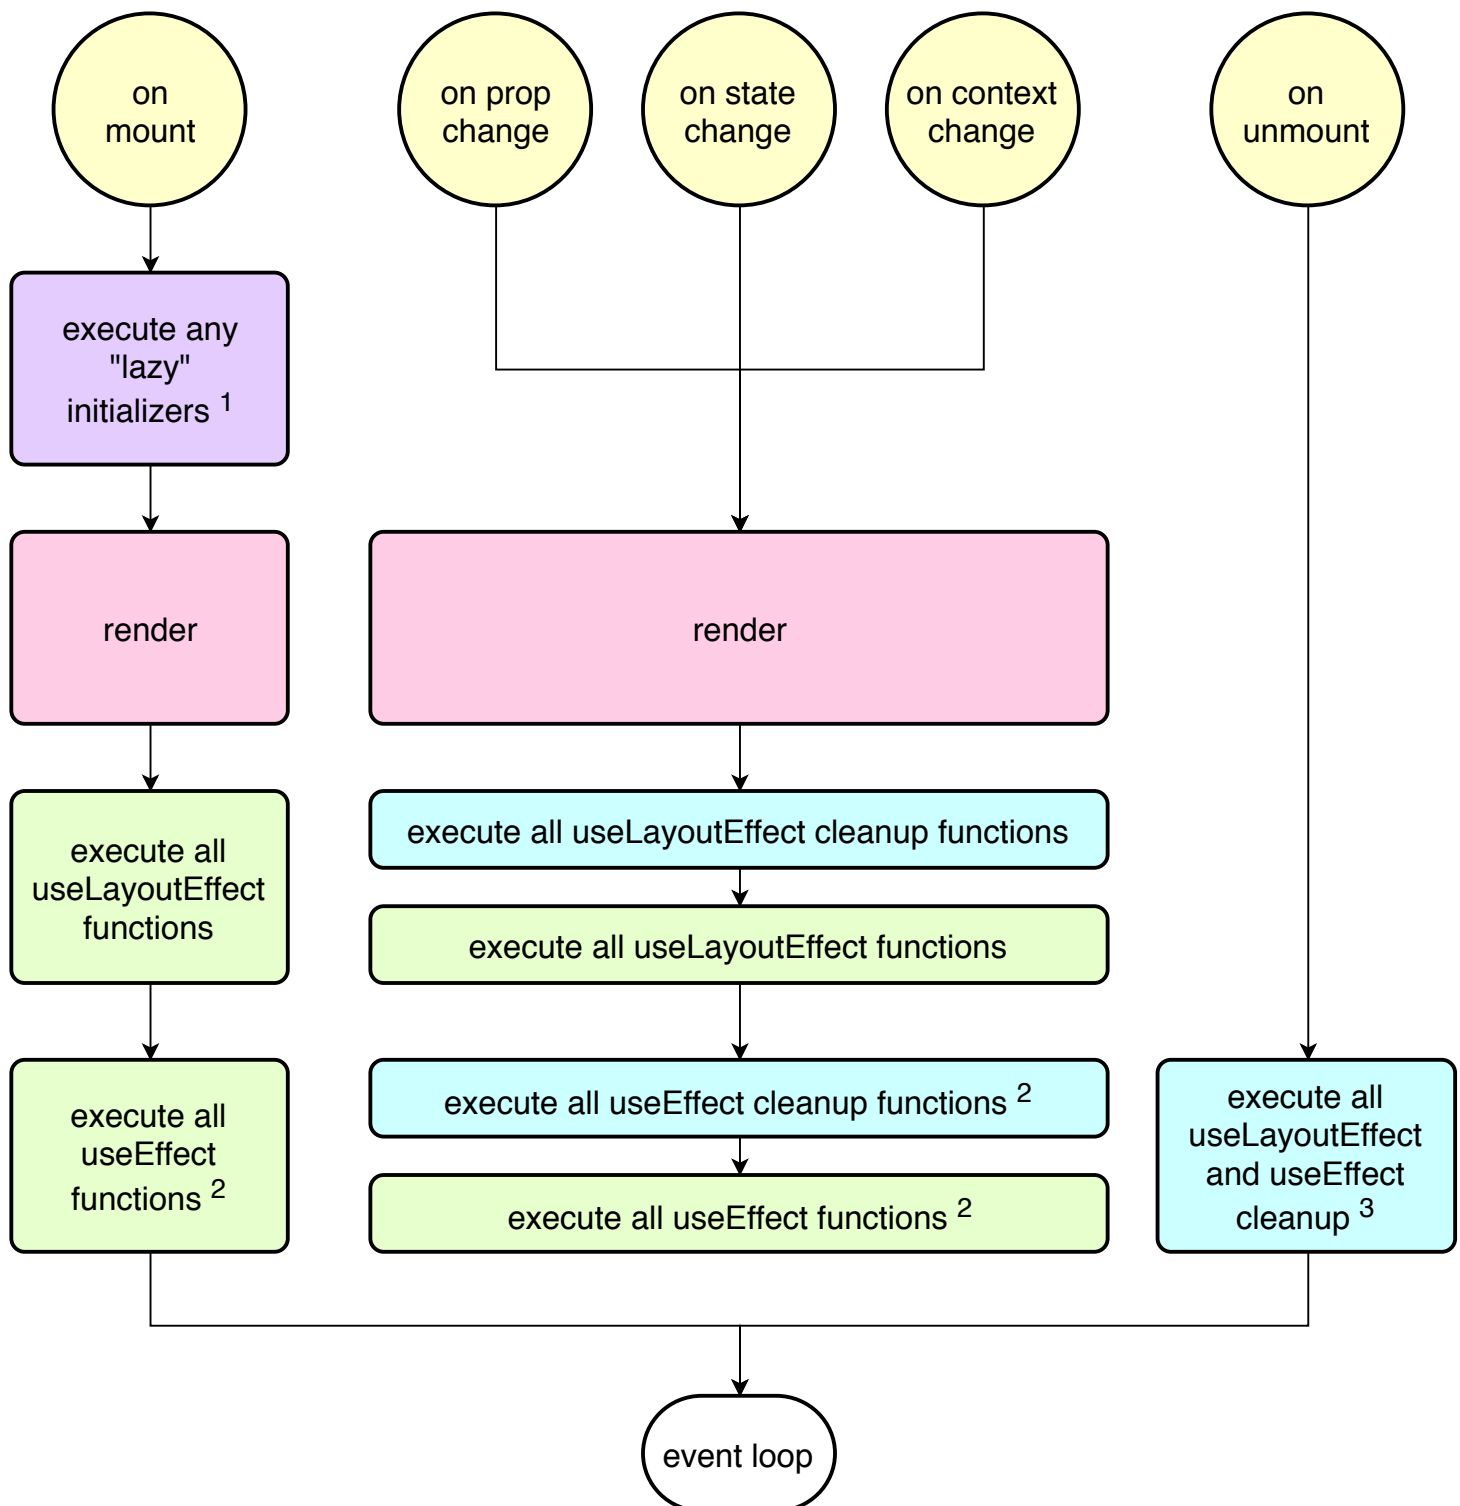 on
mount
on prop
change
on state
change
on context
change
on
unmount
execute any
"lazy"
initializers 1
render
render
execute all
useLayoutEffect
functions
execute all useLayoutEffect cleanup functions
execute all useLayoutEffect functions
execute all
useEffect
functions 2
execute all useEffect cleanup functions 2
execute all useEffect functions 2
execute all
useLayoutEffect
and useEffect
cleanup 3
event loop